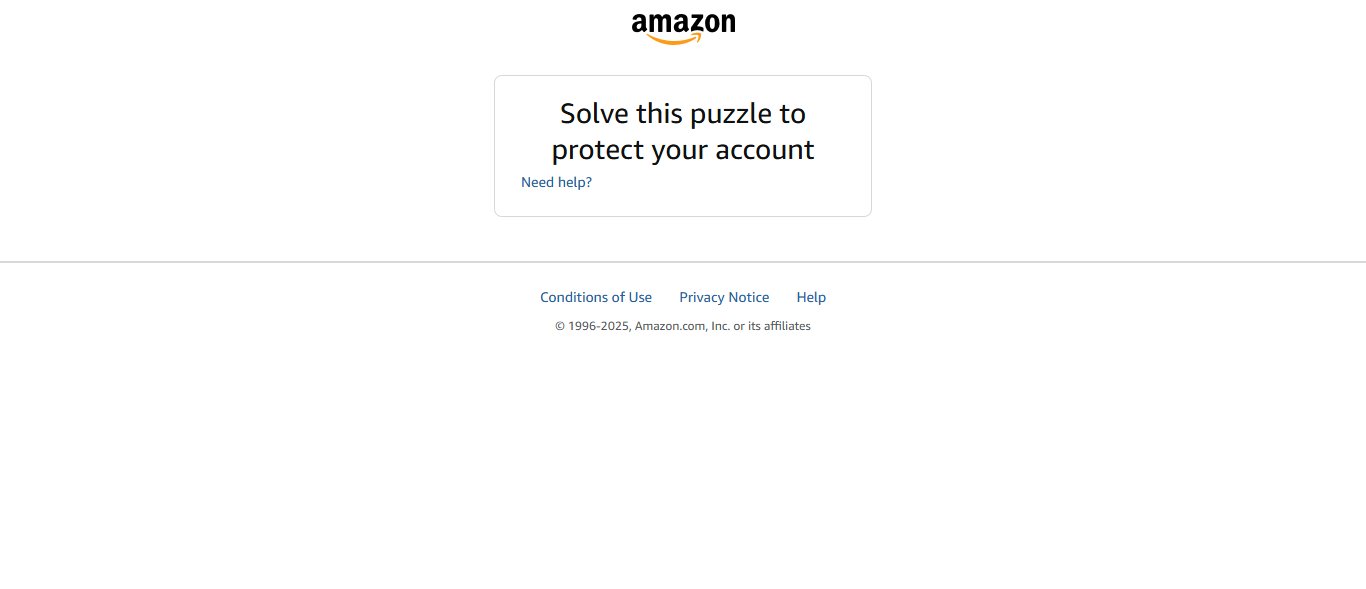 amazon
Solve this puzzle to
protect your account
Need help?
Conditions of Use Privacy Notice Help
© 1996-2025, Amazon.com, Inc. or its affiliates